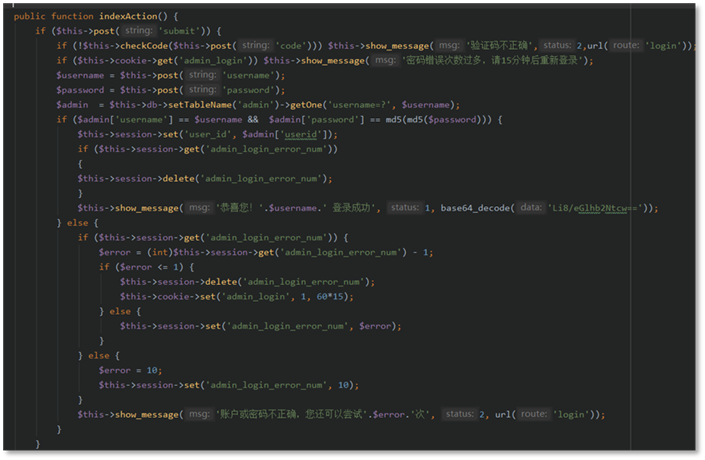 public function indexAction() {
if ($this->post( string: 'submit')) {
if (!$this->checkCode($this->post( string: 'code'))) $this->show_message( msg: '验证码不正确', status: 2,url( route: 'login'));
if ($this->cookie->get('admin_login')) $this->show_message( msg: '密码错误次数过多，请15分钟后重新登录');
$username = $this->post( string: 'username');
$password = $this->post( string: 'password');
$admin  = $this->db->setTableName('admin')->getOne('username=?', $username);
if ($admin['username'] == $username &&  $admin['password'] == md5(md5($password))) {
$this->session->set('user_id', $admin['userid']);
if ($this->session->get('admin_login_error_num'))
{
$this->session->delete('admin_login_error_num');
}
$this->show_message( msg: '恭喜您! '.$username.' 登录成功', status: 1, base64_decode( data: 'Li8/eGlhb2Ntcw=='));
} else {
if ($this->session->get('admin_login_error_num')) {
$error = (int)$this->session->get('admin_login_error_num') - 1;
if ($error <= 1) {
$this->session->delete('admin_login_error_num');
$this->cookie->set('admin_login', 1, 60*15);
} else {
$this->session->set('admin_login_error_num', $error);
}
} else {
$error = 10;
$this->session->set('admin_login_error_num', 10);
}
$this->show_message( msg: '账户或密码不正确，您还可以尝试'.$error.'次', status: 2, url( route: 'login'));
}
}